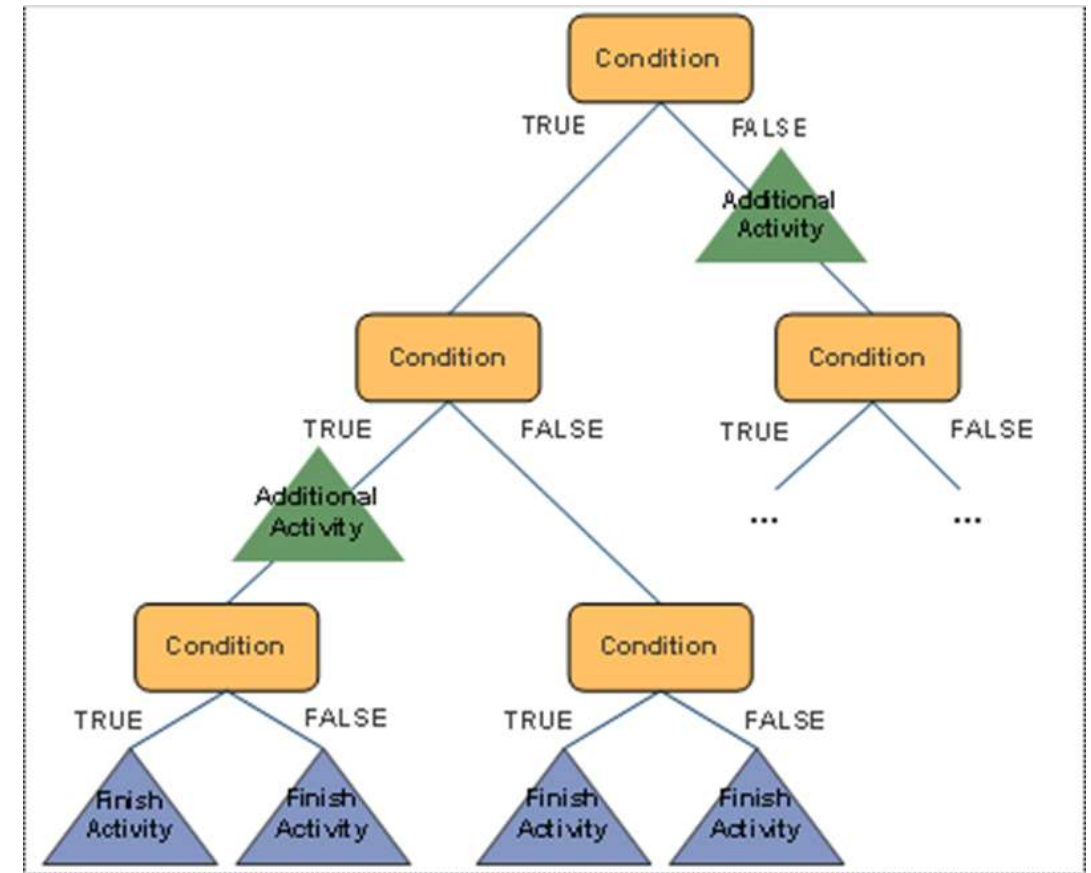 Condition
TRUE
FALSE
Additional
Activity
Condition
Condition
TRUE
FALSE
TRUE
FALSE
Additional
Activity
...
...
Condition
Condition
TRUE
FALSE
TRUE
FALSE
Finish
Activity
Finish
Activity
Finish
Activity
Finish
Activity